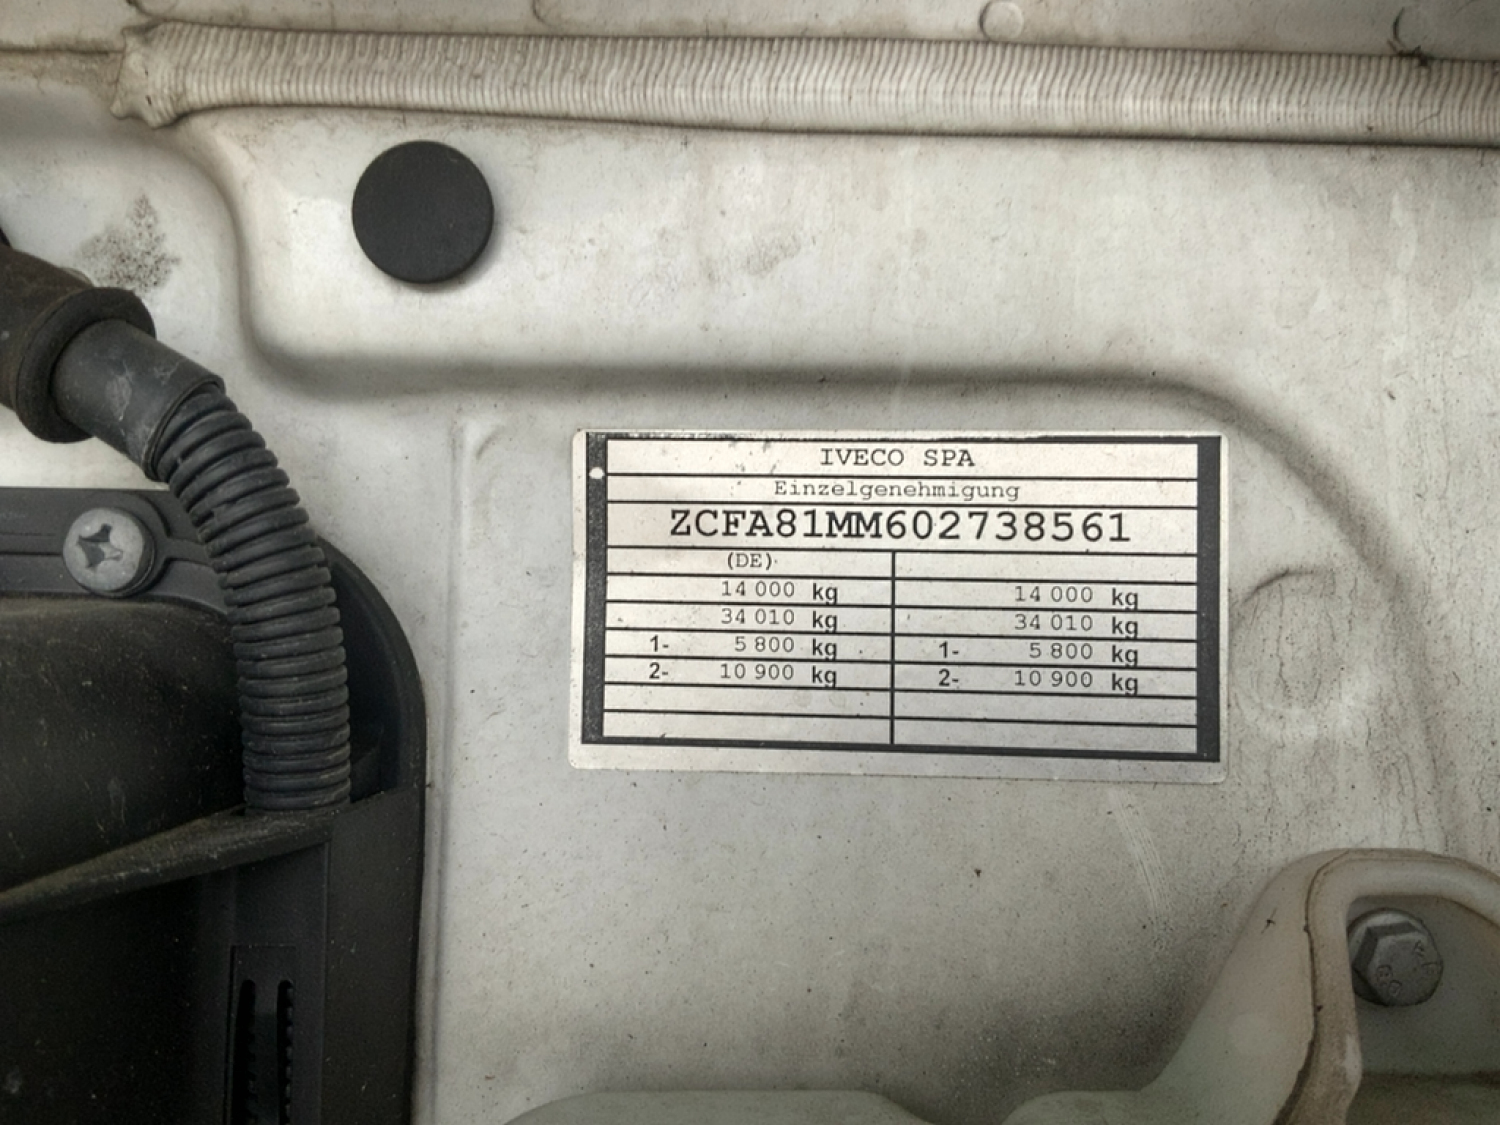 IVECO SPA
Einzelgenehmigung
ZCFA81MM602738561
(DE)
14 000 kg 14 000 kg
34 010 kg 34 010 kg
1- 5 800 kg 1- 5 800 kg
2- 10 900 kg 2- 10 900 kg